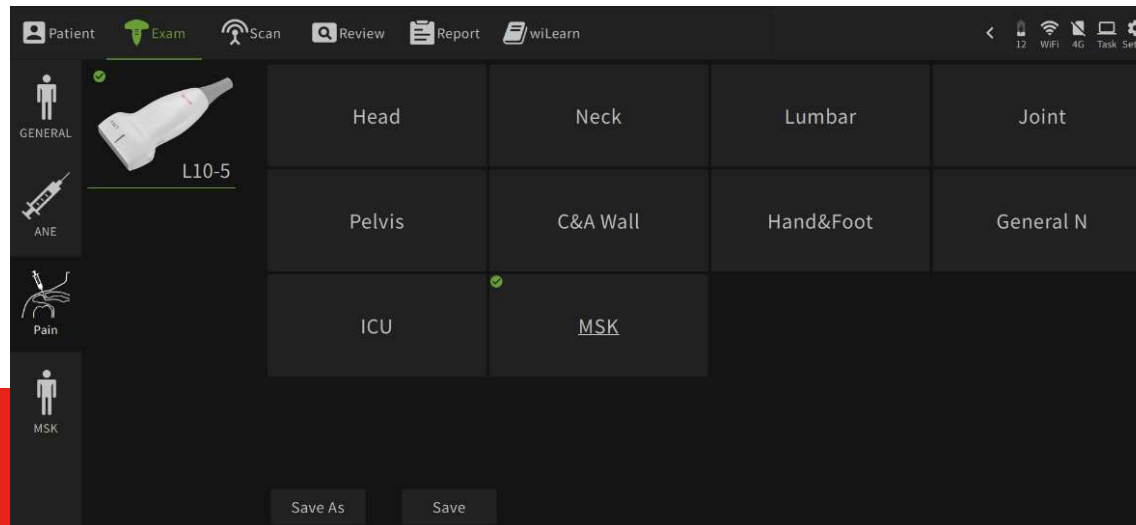 Patient Exam Scan Review Report wiLearn
12 WiFi 4G Task Set
GENERAL
L10-5
Head Neck Lumbar Joint
ANE
Pelvis C&A Wall Hand&Foot General N
Pain
ICU MSK
MSK
Save As Save